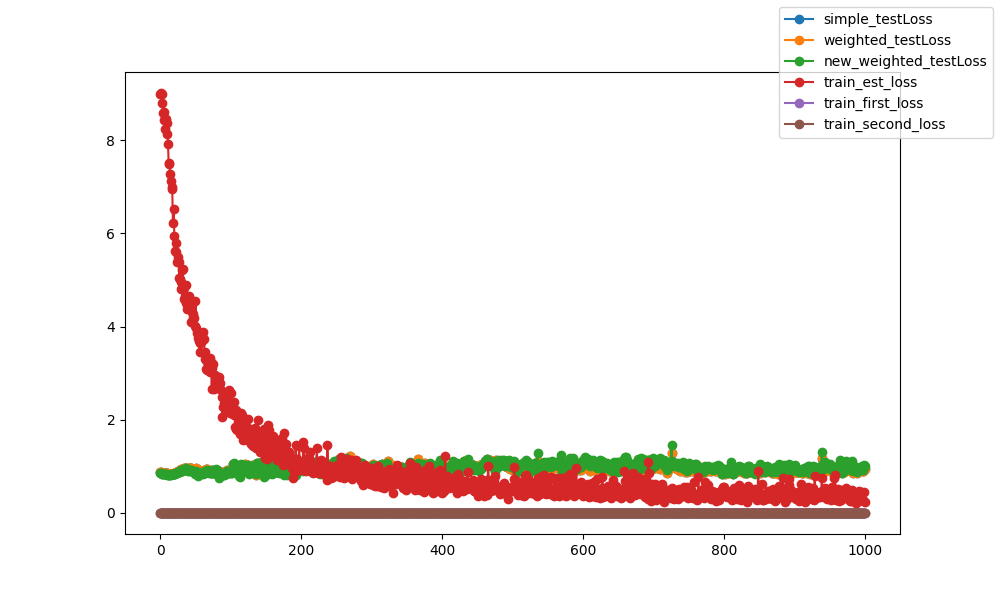 simple_testLoss
weighted_testLoss
new_weighted_testLoss
train_est_loss
train_first_loss
train_second_loss
8
6
4
2
0
0 200 400 600 800 1000